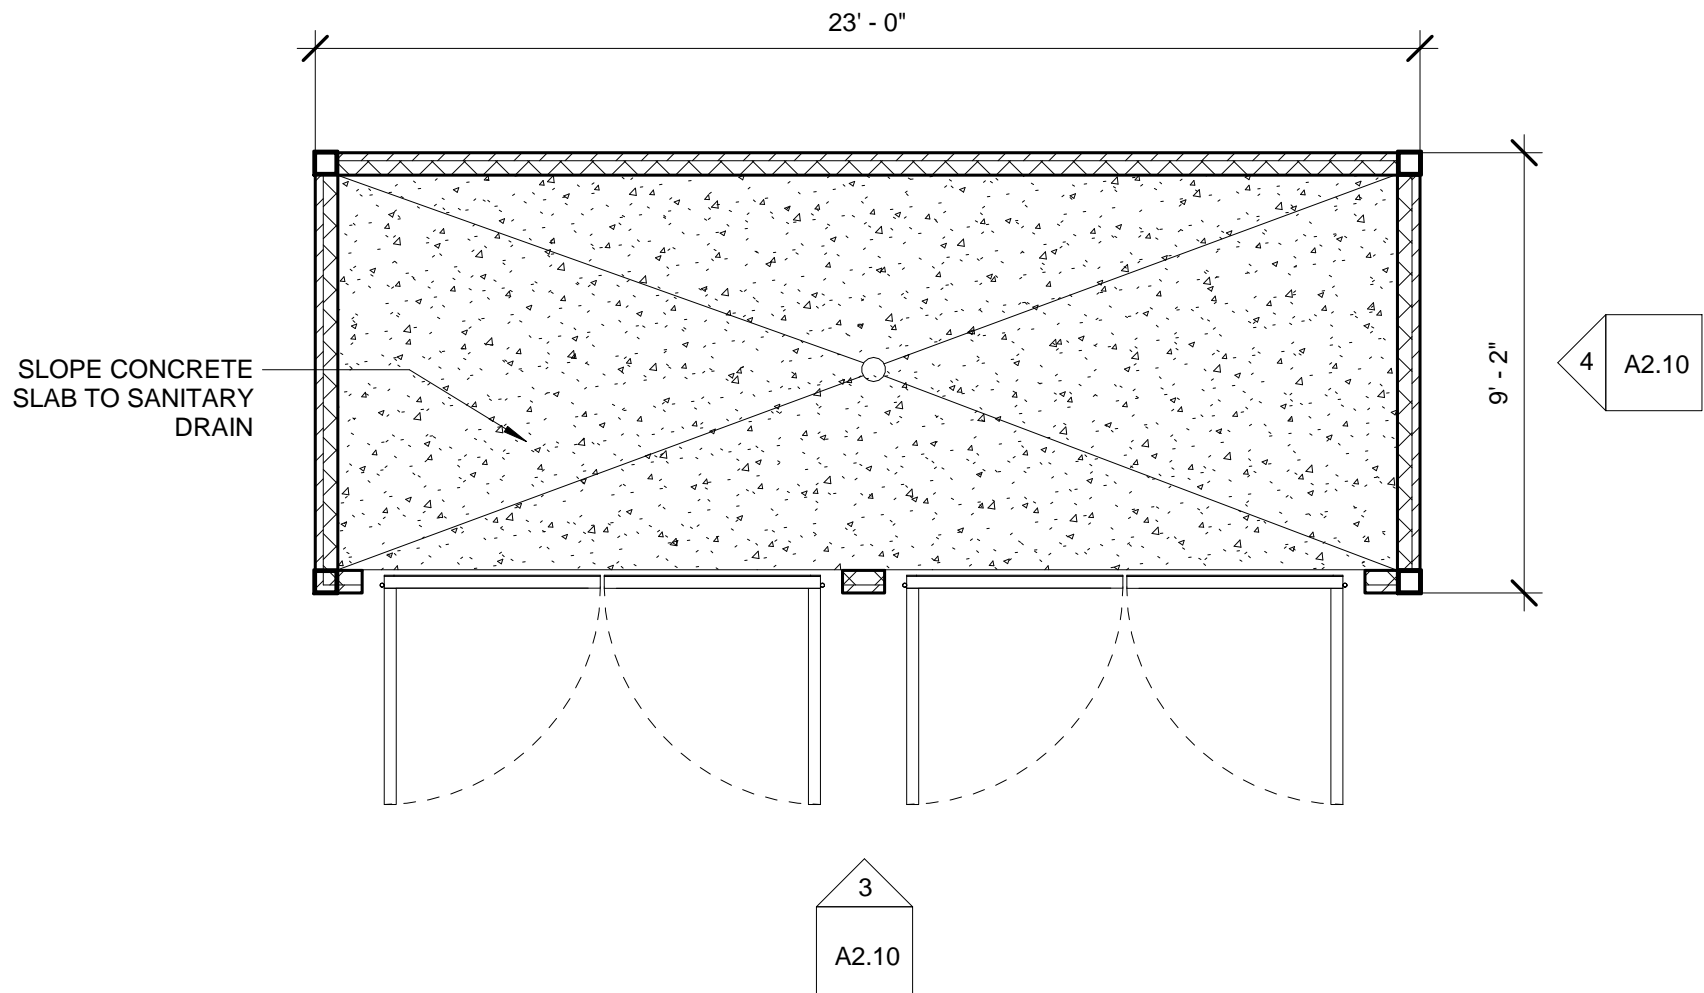 23' - 0"
SLOPE CONCRETE
SLAB TO SANITARY
DRAIN
9' - 2"
4
A2.10
3
A2.10